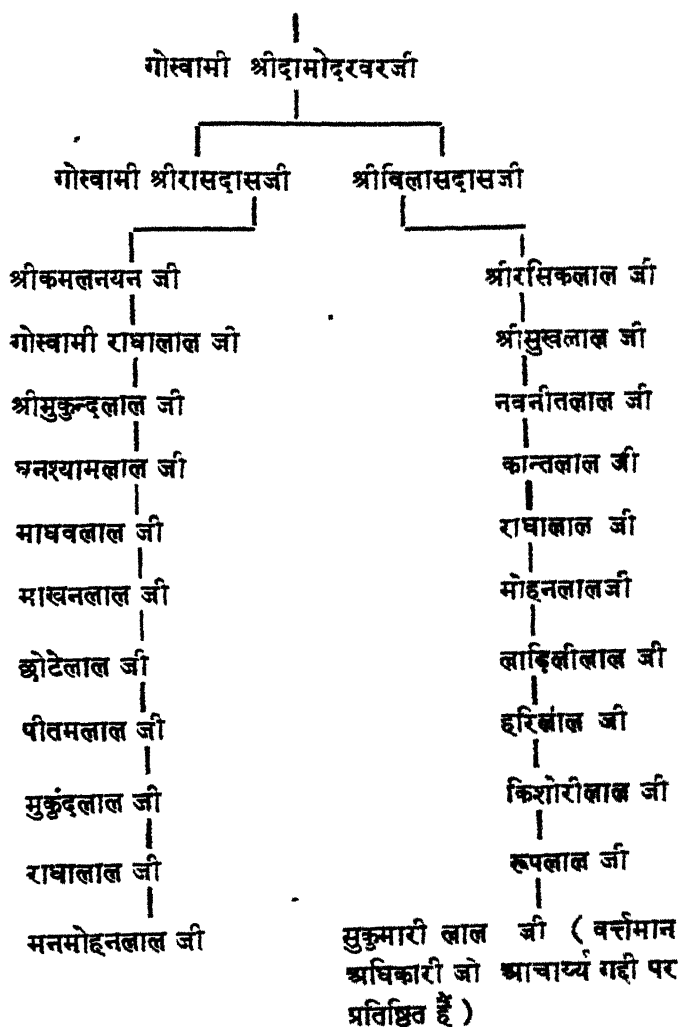 गोस्वामी श्रीदामोदरवरजी
गोस्वामी श्रीरासदासजी श्रीविलासदासजी
श्रीकमलनयन जी श्रीरसिकलाल जी
गोस्वामी राधालाल जी श्रीसुखलाल जी
श्रीमुकुन्दलाल जी नवनीतलाल जी
घनश्यामलाल जी कान्तलाल जी
माधवलाल जी राधालाल जी
माखनलाल जी मोहनलालजी
छोटेलाल जी लाडिलीलाल जी
पीतमलाल जी हरिलाल जी
मुकुंदलाल जी किशोरीलाल जी
राधालाल जी रूपलाल जी
मनमोहनलाल जी सुकुमारी लाल जी ( वर्त्तमान
अधिकारी जो आचार्य्य गद्दी पर
प्रतिष्ठित हैं )